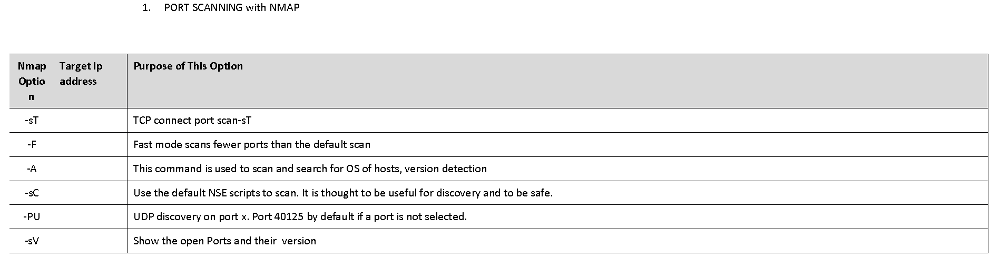 1. PORT SCANNING with NMAP
Nmap Target ip Purpose of This Option
Optio address
n
-sT TCP connect port scan-sT
-F Fast mode scans fewer ports than the default scan
-A This command is used to scan and search for OS of hosts, version detection
-sC Use the default NSE scripts to scan. It is thought to be useful for discovery and to be safe.
-PU UDP discovery on port x. Port 40125 by default if a port is not selected.
-sV Show the open Ports and their  version